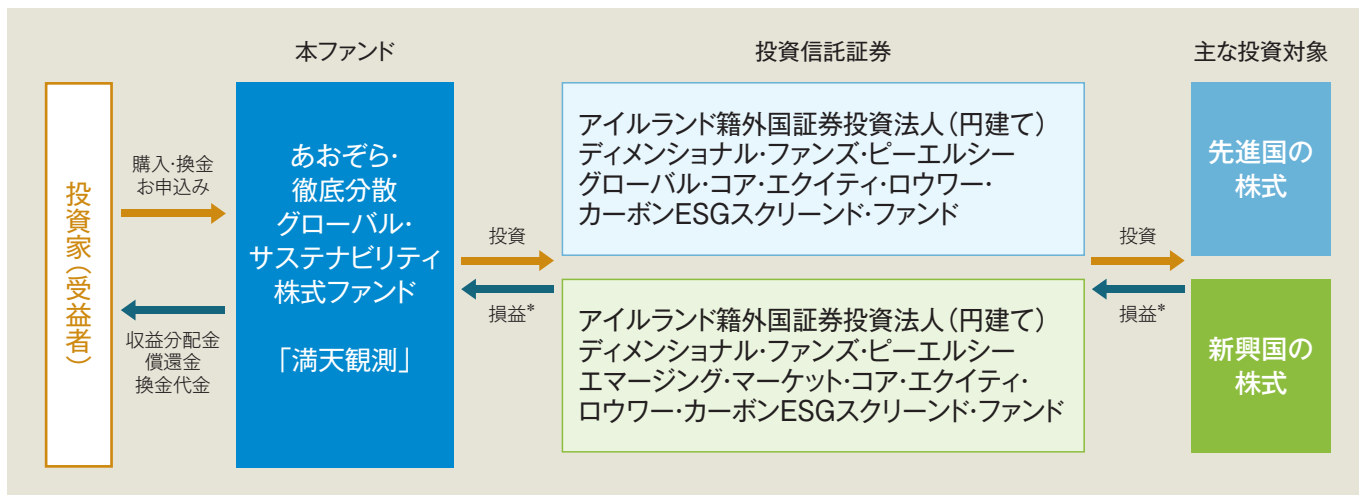 本ファンド
投資信託証券
主な投資対象
投資家（受益者）
購入・換金
お申込み
収益分配金
償還金
換金代金
あおぞら・
徹底分散
グローバル・
サステナビリティ
株式ファンド
「満天観測」
投資
損益*
アイルランド籍外国証券投資法人（円建て）
ディメンショナル・ファンズ・ピーエルシー
グローバル・コア・エクイティ・ロウワー・
カーボンESGスクリーンド・ファンド
アイルランド籍外国証券投資法人（円建て）
ディメンショナル・ファンズ・ピーエルシー
エマージング・マーケット・コア・エクイティ・
ロウワー・カーボンESGスクリーンド・ファンド
投資
損益*
先進国の
株式
新興国の
株式